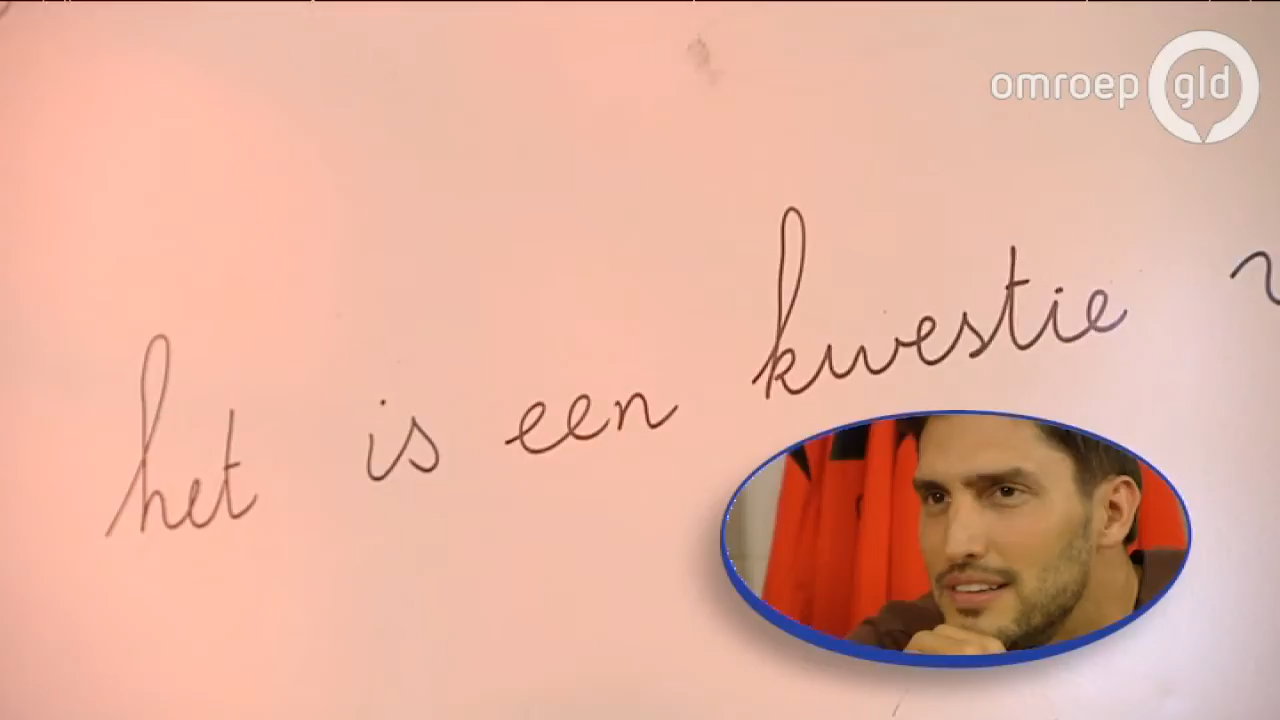 omroep gld
het is een kwestie